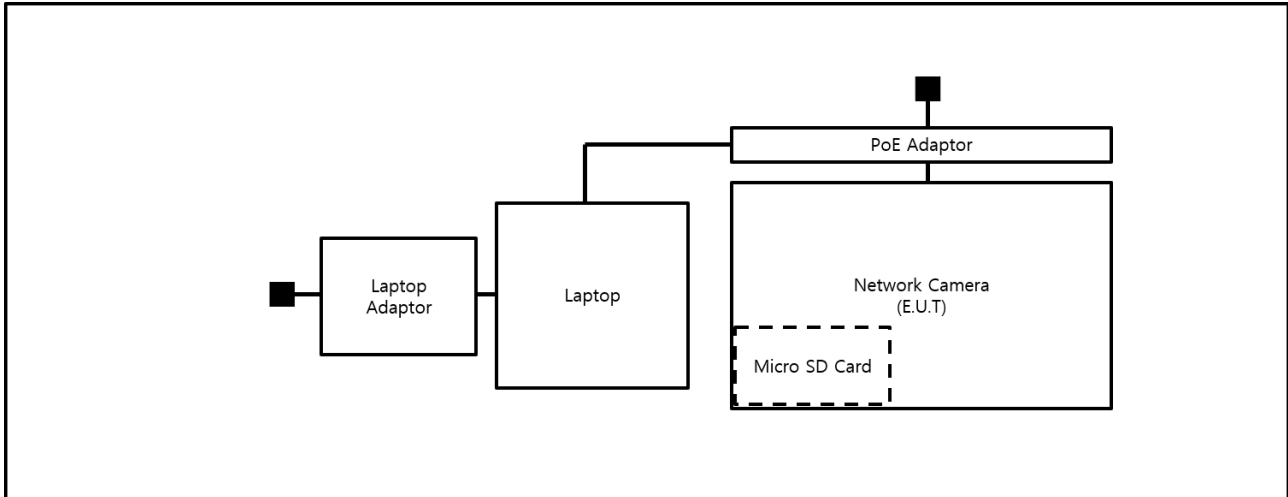 PoE Adaptor
Network Camera
(E.U.T)
Laptop
Adaptor
Laptop
Micro SD Card